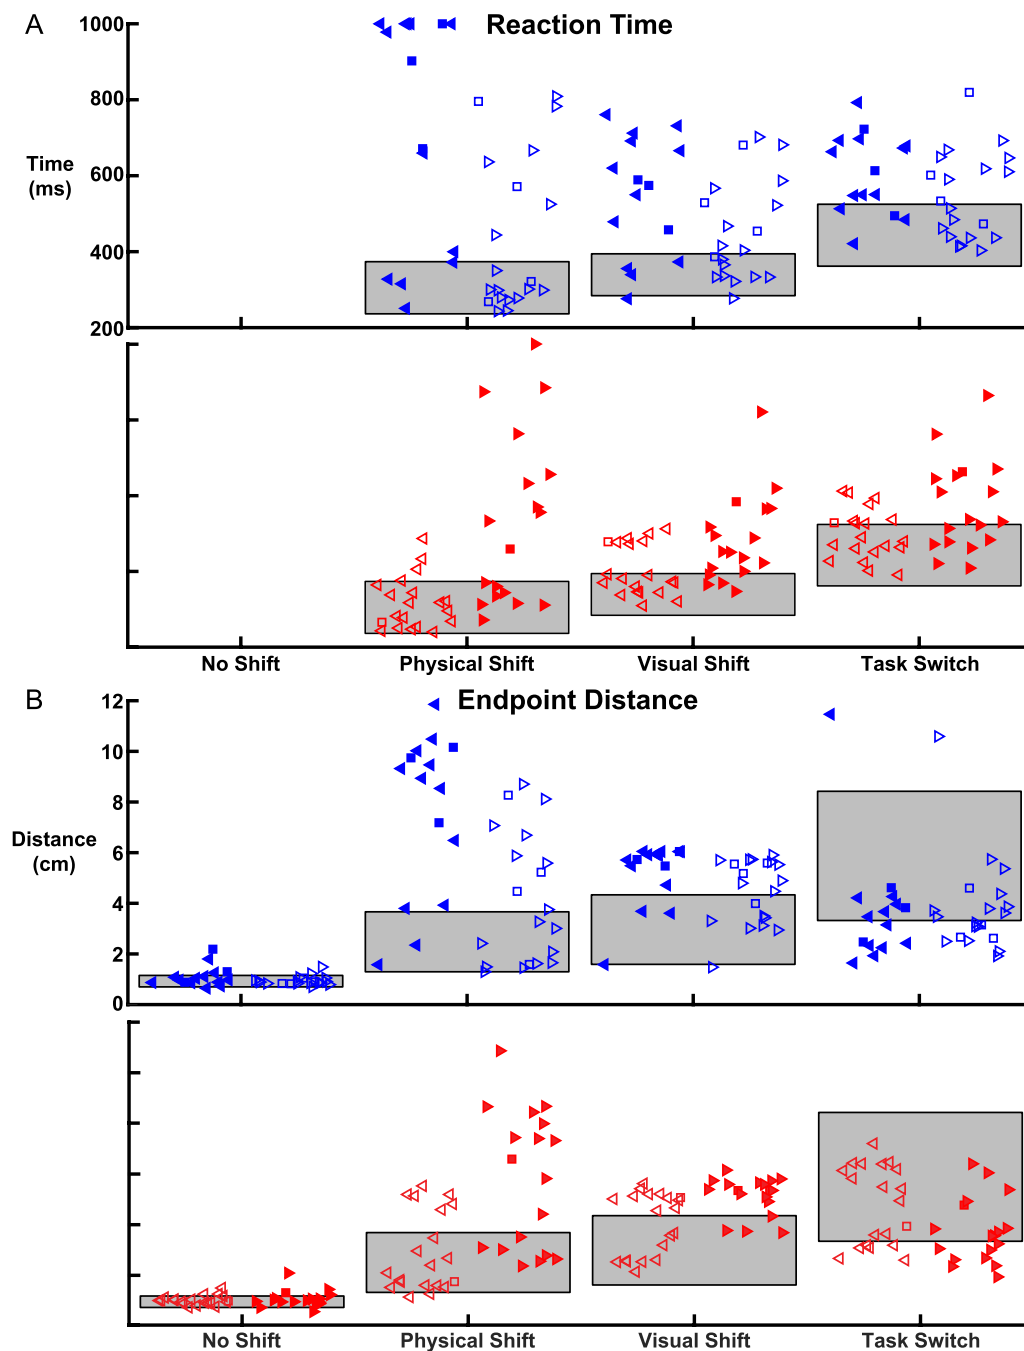 A
Reaction Time
1000
800
Time
(ms)
600
400
200
No Shift
Physical Shift
Visual Shift
Task Switch
B
Endpoint Distance
12
10
8
Distance
(cm)
6
4
2
0
No Shift
Physical Shift
Visual Shift
Task Switch